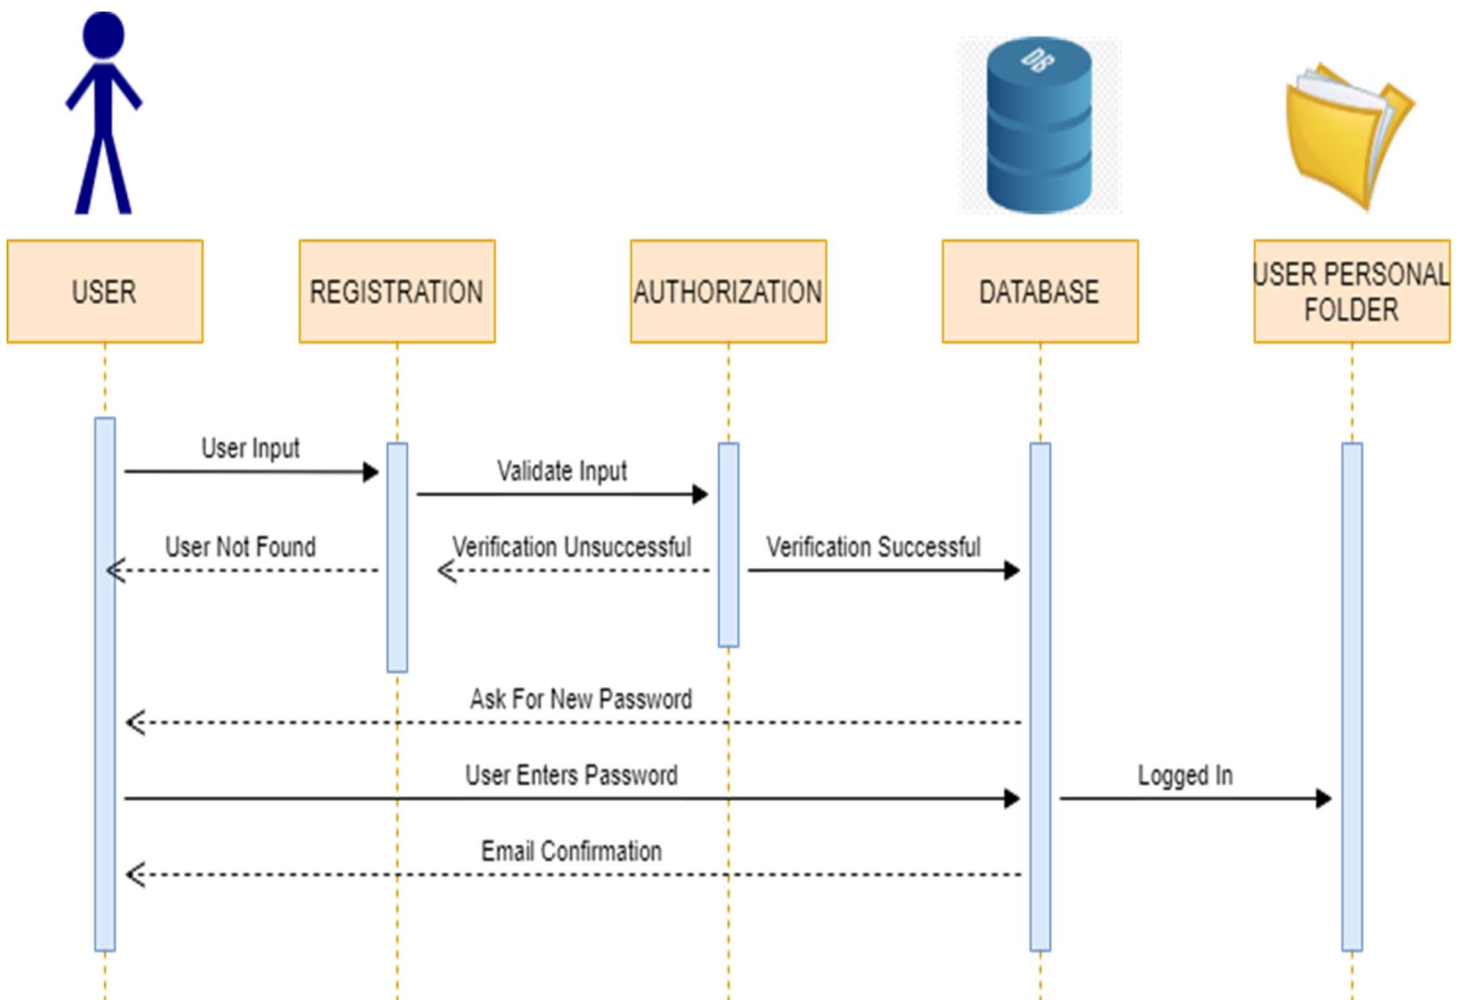 DB
USER
REGISTRATION
AUTHORIZATION
DATABASE
USER PERSONAL
FOLDER
User Input
Validate Input
User Not Found
Verification Unsuccessful
Verification Successful
Ask For New Password
User Enters Password
Logged In
Email Confirmation